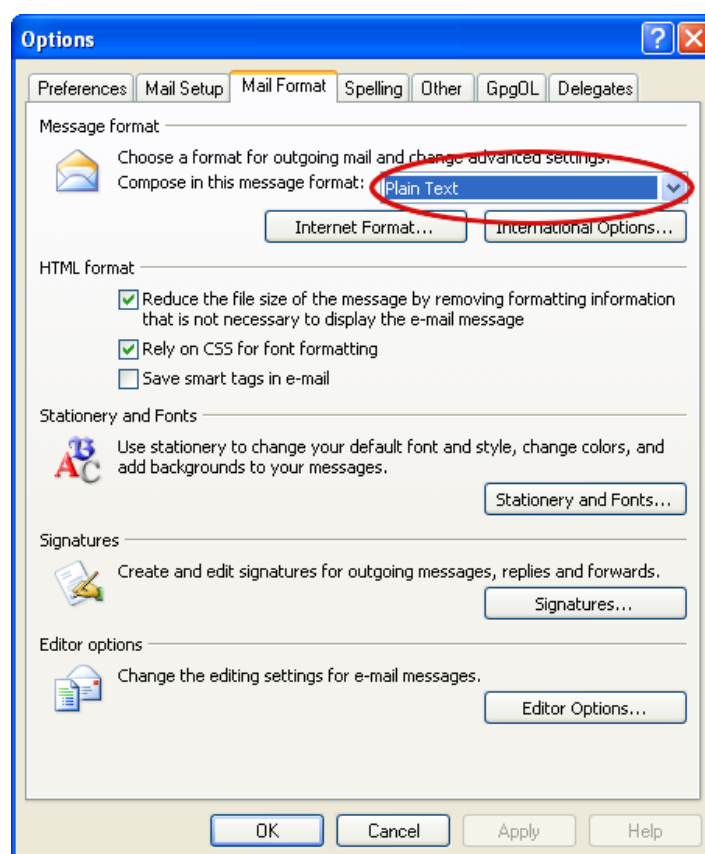 Options
Preferences Mail Setup Mail Format Spelling Other GpgOL Delegates
Message format
Choose a format for outgoing mail and change advanced settings.
Compose in this message format: Plain Text
Internet Format... International Options...
HTML format
Reduce the file size of the message by removing formatting information
that is not necessary to display the e-mail message
Rely on CSS for font formatting
Save smart tags in e-mail
Stationery and Fonts
Use stationery to change your default font and style, change colors, and
add backgrounds to your messages.
Stationery and Fonts...
Signatures
Create and edit signatures for outgoing messages, replies and forwards.
Signatures...
Editor options
Change the editing settings for e-mail messages.
Editor Options...
OK Cancel Apply Help